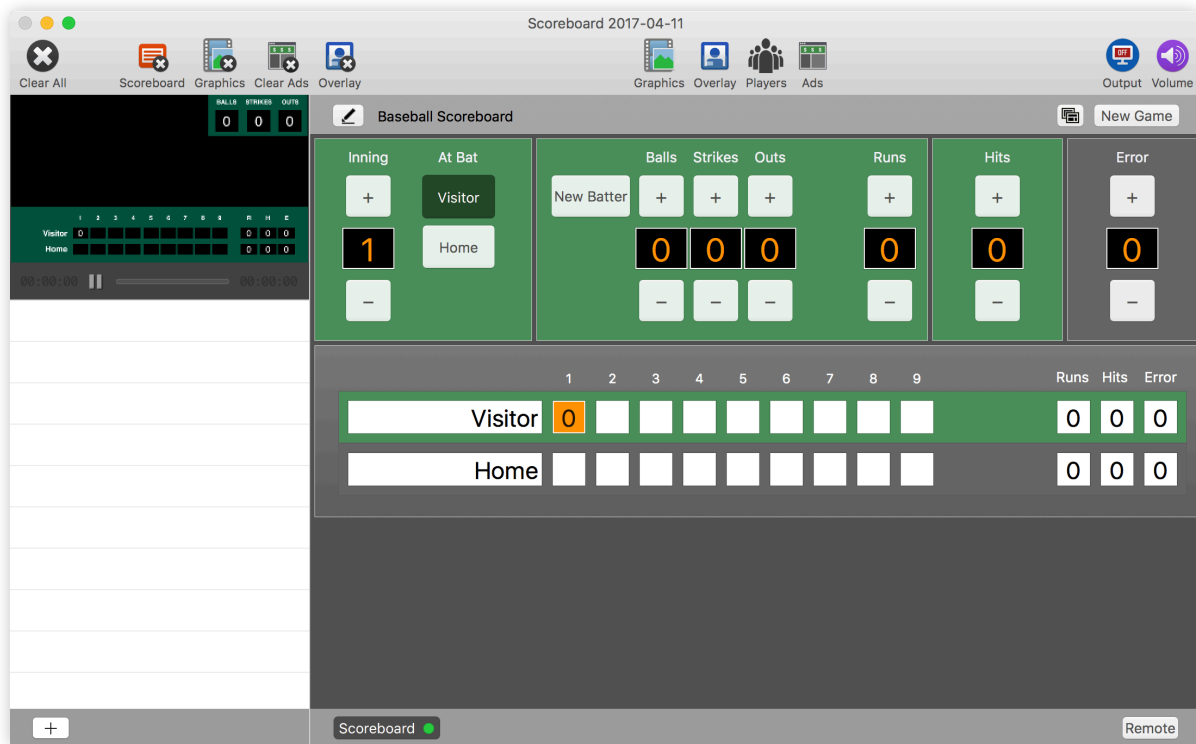 Scoreboard 2017-04-11
OFF
Clear All Scoreboard Graphics Clear Ads Overlay Graphics Overlay Players Ads Output Volume
BALLS STRIKES OUTS
0 0 0
Baseball Scoreboard New Game
Inning At Bat Balls Strikes Outs Runs Hits Error
+ Visitor New Batter + + + + + +
1 Home 0 0 0 0 0 0
− − − − − − −
1 2 3 4 5 6 7 8 9 R H E
Visitor 0 0 0 0
Home 0 0 0
00:00:00 00:00:00
1 2 3 4 5 6 7 8 9 Runs Hits Error
Visitor 0 0 0 0
Home 0 0 0
+ Scoreboard Remote